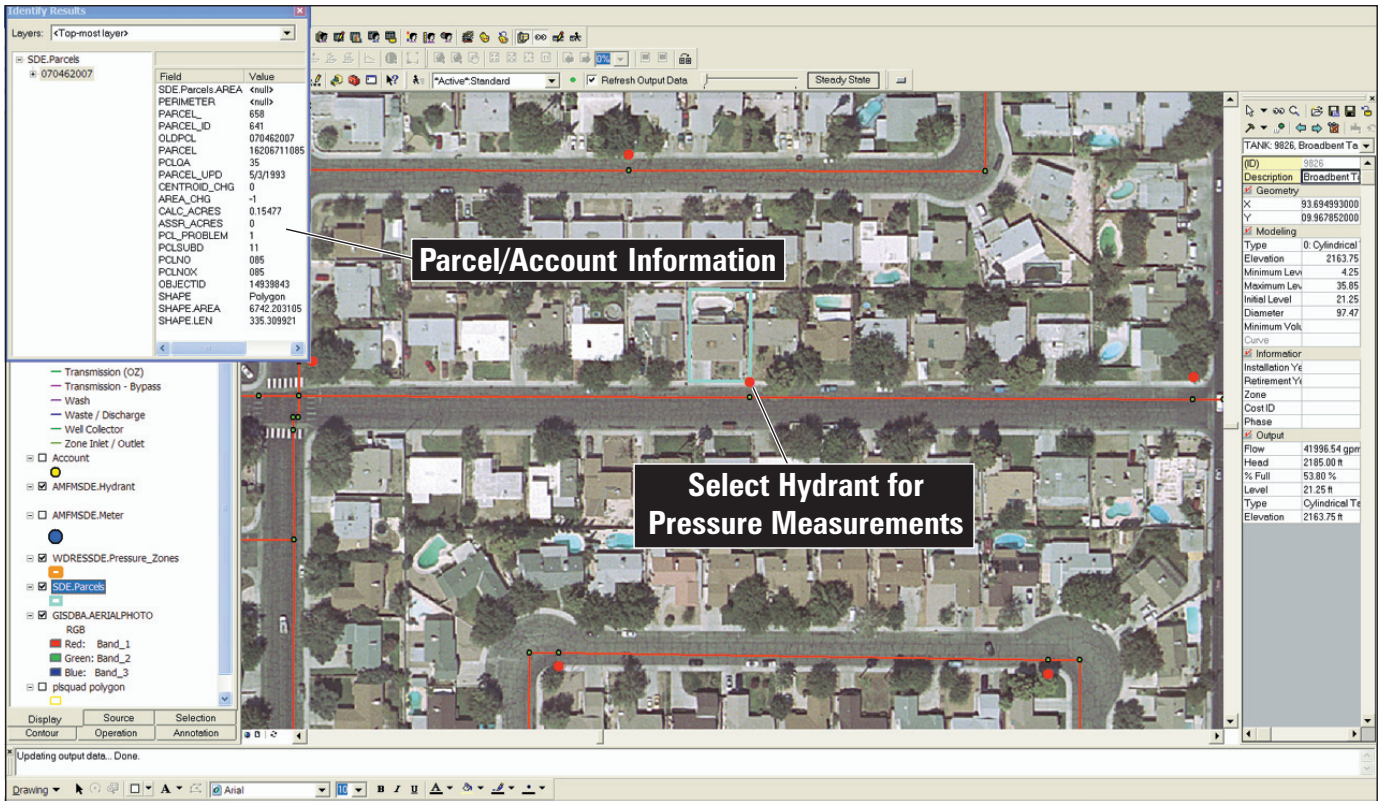 Identify Results
Layers: <Top-most layer>
SDE.Parcels
070462007
Field Value
SDE.Parcels.AREA <null>
PERIMETER <null>
PARCEL_ 658
PARCEL_ID 641
OLDPCL 070462007
PARCEL 16206711085
PCLQA 35
PARCEL_UPD 5/3/1993
CENTROID_CHG 0
AREA_CHG -1
CALC_ACRES 0.15477
ASSR_ACRES 0
PCL_PROBLEM 1
PCLSUBD 11
PCLNO 085
PCLNOX 085
OBJECTID 14939843
SHAPE Polygon
SHAPE.AREA 6742.203105
SHAPE.LEN 335.309921
0%
*Active*:Standard
Refresh Output Data
Steady State
Parcel/Account Information
Select Hydrant for
Pressure Measurements
Transmission (OZ)
Transmission - Bypass
Wash
Waste / Discharge
Well Collector
Zone Inlet / Outlet
Account
AMFMSDE.Hydrant
AMFMSDE.Meter
WDRESSDE.Pressure_Zones
SDE.Parcels
GISDBA.AERIALPHOTO
RGB
Red: Band_1
Green: Band_2
Blue: Band_3
plsquad polygon
Display Source Selection
Contour Operation Annotation
TANK: 9826, Broadbent Ta
(ID) 9826
Description Broadbent Ta
Geometry
X 93.694993000
Y 09.967852000
Modeling
Type 0: Cylindrical
Elevation 2163.75
Minimum Lev 4.25
Maximum Lev 35.85
Initial Level 21.25
Diameter 97.47
Minimum Volu
Curve
Information
Installation Ye
Retirement Ye
Zone
Cost ID
Phase
Output
Flow 41996.54 gpm
Head 2185.00 ft
% Full 53.80 %
Level 21.25 ft
Type Cylindrical Ta
Elevation 2163.75 ft
Updating output data... Done.
Drawing A Arial 10 B I U A